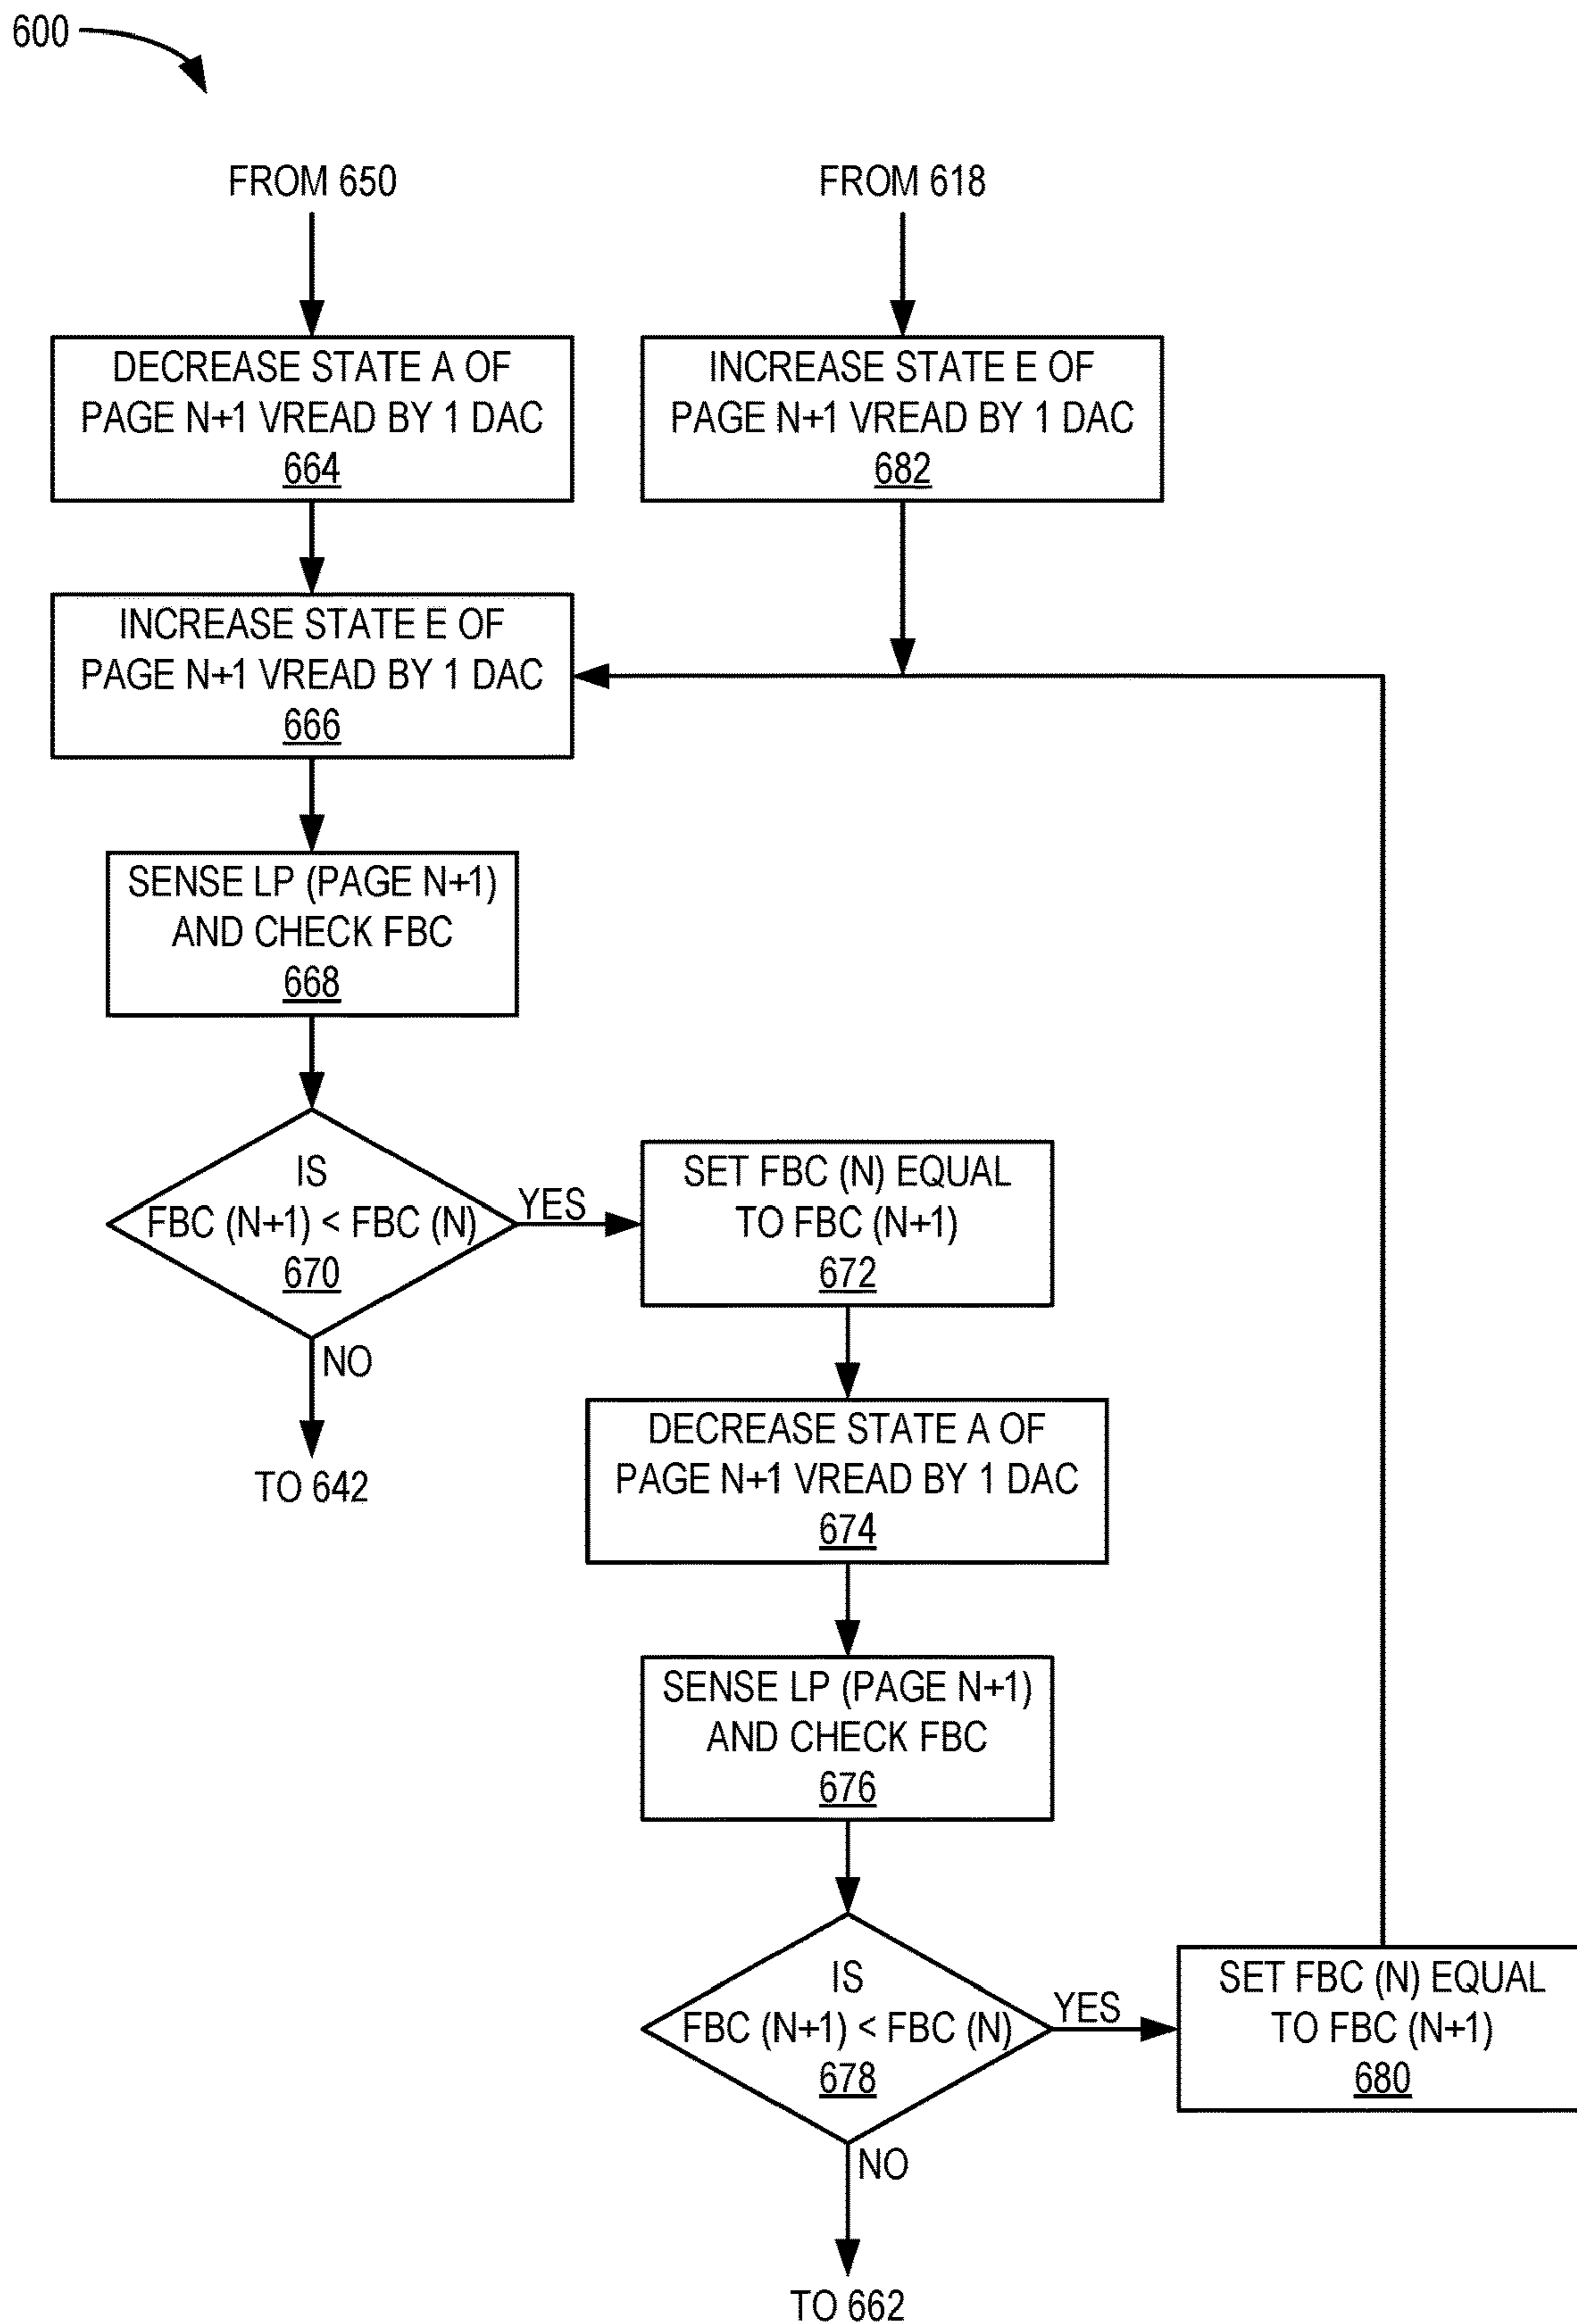 600
FROM 650
FROM 618
DECREASE STATE A OF
PAGE N+1 VREAD BY 1 DAC
664
INCREASE STATE E OF
PAGE N+1 VREAD BY 1 DAC
682
INCREASE STATE E OF
PAGE N+1 VREAD BY 1 DAC
666
SENSE LP (PAGE N+1)
AND CHECK FBC
668
IS
FBC (N+1) < FBC (N)
670
YES
NO
TO 642
SET FBC (N) EQUAL
TO FBC (N+1)
672
DECREASE STATE A OF
PAGE N+1 VREAD BY 1 DAC
674
SENSE LP (PAGE N+1)
AND CHECK FBC
676
IS
FBC (N+1) < FBC (N)
678
YES
NO
TO 662
SET FBC (N) EQUAL
TO FBC (N+1)
680